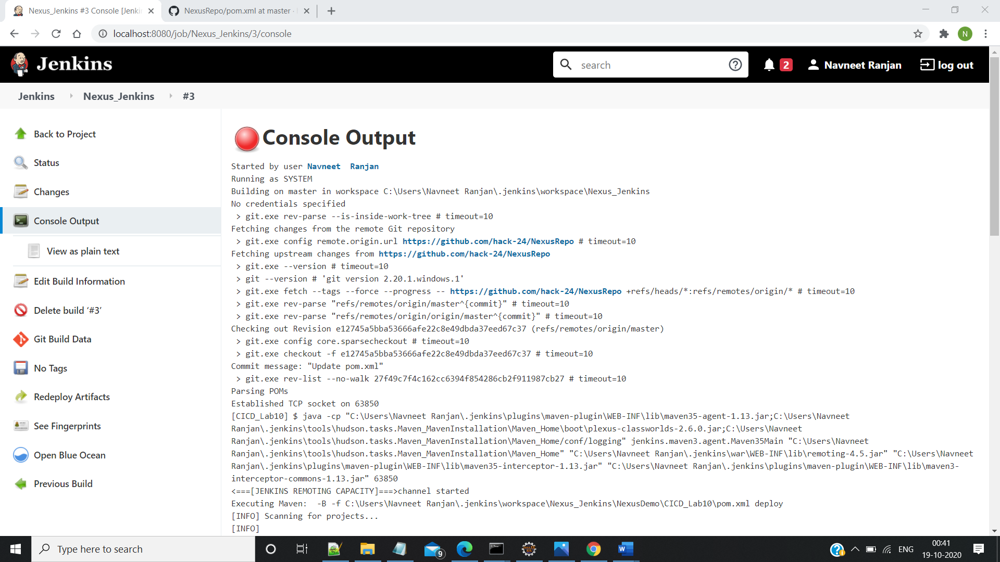 Nexus_Jenkins #3 Console [Jenki
NexusRepo/pom.xml at master ·
localhost:8080/job/Nexus_Jenkins/3/console
N
Jenkins
search
2
Navneet Ranjan
log out
Jenkins
Nexus_Jenkins
#3
Back to Project
Status
Changes
Console Output
View as plain text
Edit Build Information
Delete build ‘#3’
Git Build Data
No Tags
Redeploy Artifacts
See Fingerprints
Open Blue Ocean
Previous Build
Console Output
Started by user Navneet  Ranjan
Running as SYSTEM
Building on master in workspace C:\Users\Navneet Ranjan\.jenkins\workspace\Nexus_Jenkins
No credentials specified
 > git.exe rev-parse --is-inside-work-tree # timeout=10
Fetching changes from the remote Git repository
 > git.exe config remote.origin.url https://github.com/hack-24/NexusRepo # timeout=10
Fetching upstream changes from https://github.com/hack-24/NexusRepo
 > git.exe --version # timeout=10
 > git --version # 'git version 2.20.1.windows.1'
 > git.exe fetch --tags --force --progress -- https://github.com/hack-24/NexusRepo +refs/heads/*:refs/remotes/origin/* # timeout=10
 > git.exe rev-parse "refs/remotes/origin/master^{commit}" # timeout=10
 > git.exe rev-parse "refs/remotes/origin/origin/master^{commit}" # timeout=10
Checking out Revision e12745a5bba53666afe22c8e49dbda37eed67c37 (refs/remotes/origin/master)
 > git.exe config core.sparsecheckout # timeout=10
 > git.exe checkout -f e12745a5bba53666afe22c8e49dbda37eed67c37 # timeout=10
Commit message: "Update pom.xml"
 > git.exe rev-list --no-walk 27f49c7f4c162cc6394f854286cb2f911987cb27 # timeout=10
Parsing POMs
Established TCP socket on 63850
[CICD_Lab10] $ java -cp "C:\Users\Navneet Ranjan\.jenkins\plugins\maven-plugin\WEB-INF\lib\maven35-agent-1.13.jar;C:\Users\Navneet
Ranjan\.jenkins\tools\hudson.tasks.Maven_MavenInstallation\Maven_Home\boot\plexus-classworlds-2.6.0.jar;C:\Users\Navneet
Ranjan\.jenkins\tools\hudson.tasks.Maven_MavenInstallation\Maven_Home/conf/logging" jenkins.maven3.agent.Maven35Main "C:\Users\Navneet
Ranjan\.jenkins\tools\hudson.tasks.Maven_MavenInstallation\Maven_Home" "C:\Users\Navneet Ranjan\.jenkins\war\WEB-INF\lib\remoting-4.5.jar" "C:\Users\Navneet
Ranjan\.jenkins\plugins\maven-plugin\WEB-INF\lib\maven35-interceptor-1.13.jar" "C:\Users\Navneet Ranjan\.jenkins\plugins\maven-plugin\WEB-INF\lib\maven3-
interceptor-commons-1.13.jar" 63850
<===[JENKINS REMOTING CAPACITY]===>channel started
Executing Maven:  -B -f C:\Users\Navneet Ranjan\.jenkins\workspace\Nexus_Jenkins\NexusDemo\CICD_Lab10\pom.xml deploy
[INFO] Scanning for projects...
[INFO]
Type here to search
9
ENG
00:41
19-10-2020